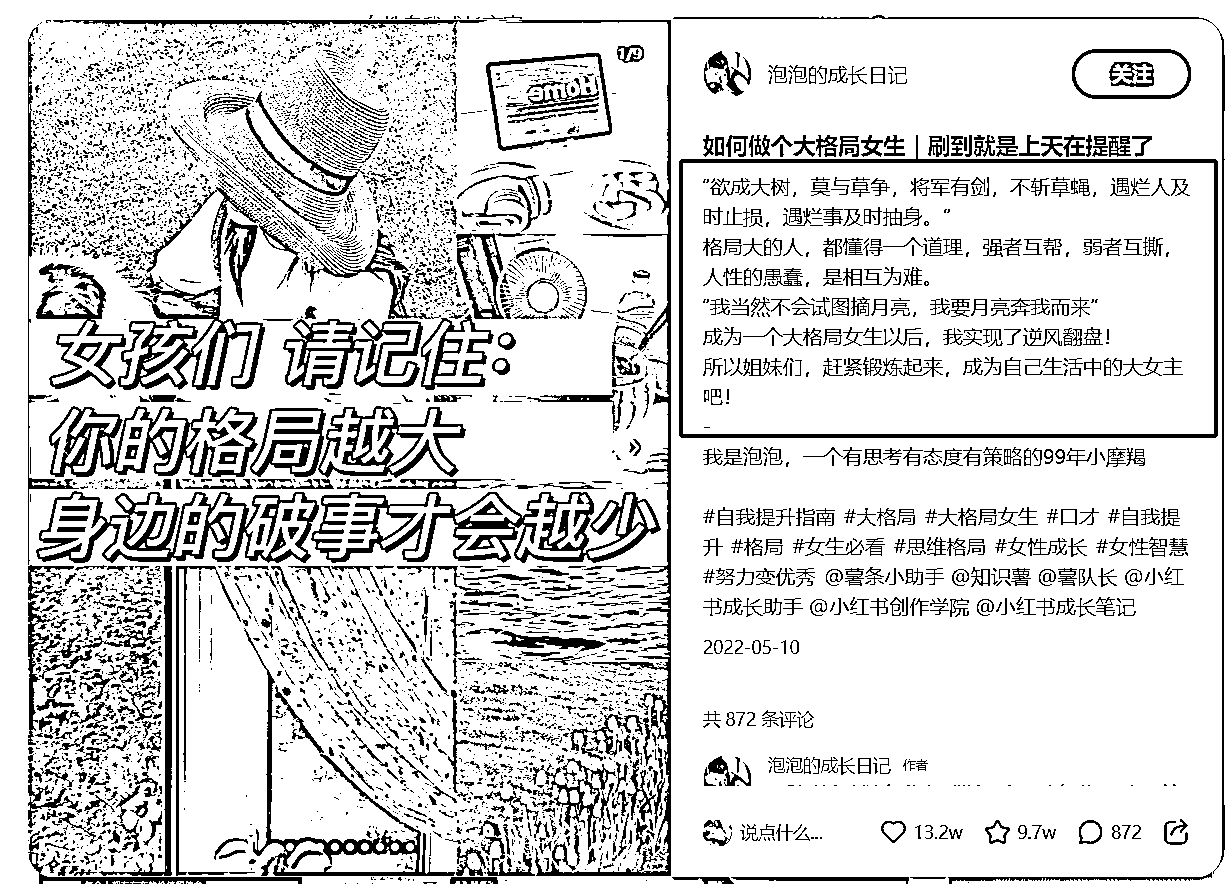 1/9
Home
女孩们 请记住：
你的格局越大
身边的破事才会越少
泡泡的成长日记
关注
如何做个大格局女生｜刷到就是上天在提醒了
“欲成大树，莫与草争，将军有剑，不斩草蝇，遇烂人及
时止损，遇烂事及时抽身。”
格局大的人，都懂得一个道理，强者互帮，弱者互撕，
人性的愚蠢，是相互为难。
“我当然不会试图摘月亮，我要月亮奔我而来”
成为一个大格局女生以后，我实现了逆风翻盘！
所以姐妹们，赶紧锻炼起来，成为自己生活中的大女主
吧！
-
我是泡泡，一个有思考有态度有策略的99年小摩羯
#自我提升指南 #大格局 #大格局女生 #口才 #自我提
升 #格局 #女生必看 #思维格局 #女性成长 #女性智慧
#努力变优秀 @薯条小助手 @知识薯 @薯队长 @小红
书成长助手 @小红书创作学院 @小红书成长笔记
2022-05-10
共 872 条评论
泡泡的成长日记 作者
说点什么... 13.2w 9.7w 872